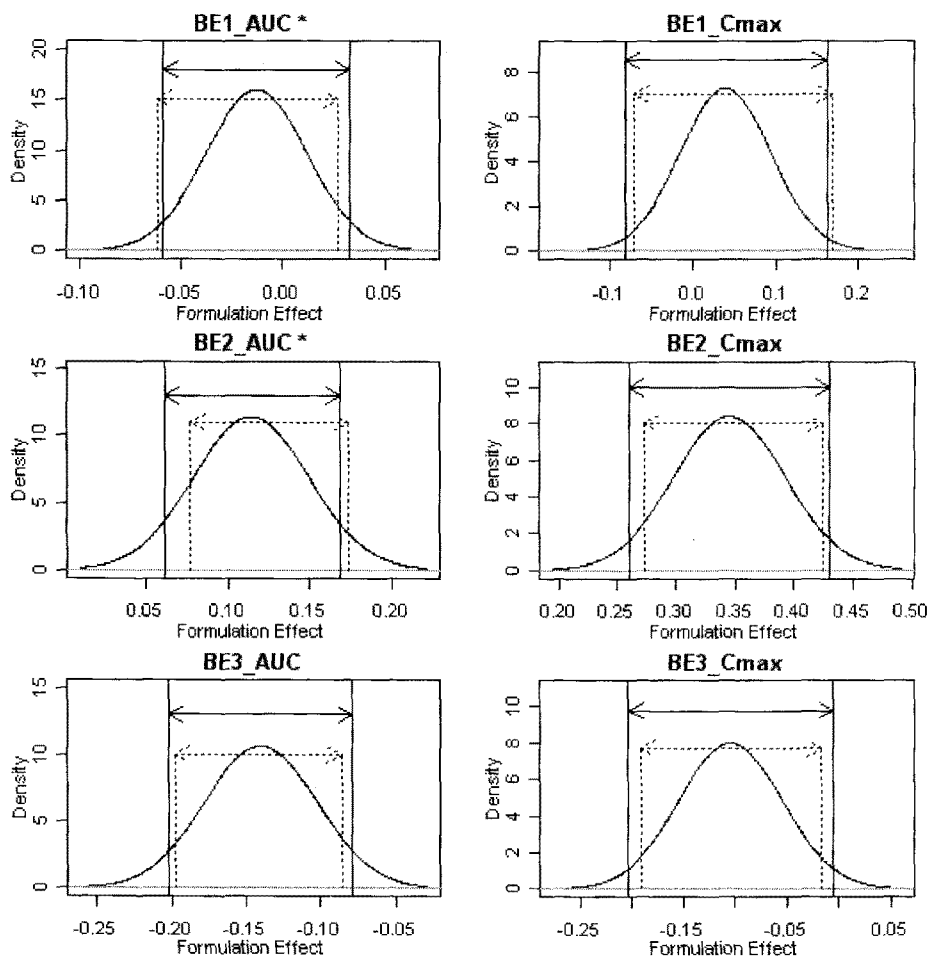 BE1_AUC *
Density
0 5 10 15 20
-0.10 -0.05 0.00 0.05
Formulation Effect
BE1_Cmax
Density
0 2 4 6 8
-0.1 0.0 0.1 0.2
Formulation Effect
BE2_AUC *
Density
0 5 10 15
0.05 0.10 0.15 0.20
Formulation Effect
BE2_Cmax
Density
0 2 4 6 8 10
0.20 0.25 0.30 0.35 0.40 0.45 0.50
Formulation Effect
BE3_AUC
Density
0 5 10 15
-0.25 -0.20 -0.15 -0.10 -0.05
Formulation Effect
BE3_Cmax
Density
0 2 4 6 8 10
-0.25 -0.15 -0.05 0.05
Formulation Effect